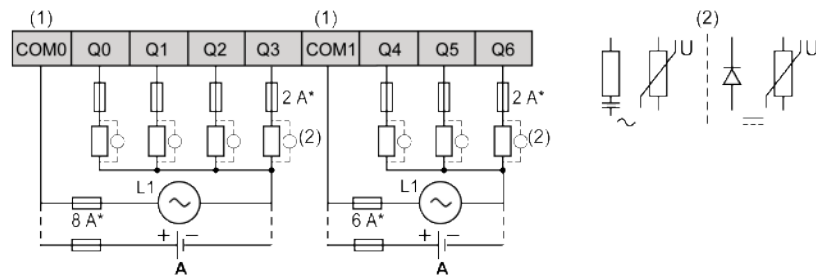 (1) (1) (2)
COM0 Q0 Q1 Q2 Q3 COM1 Q4 Q5 Q6
U U
2 A* 2 A*
(2) (2)
L1 L1
8 A* 6 A*
+ − + −
A A